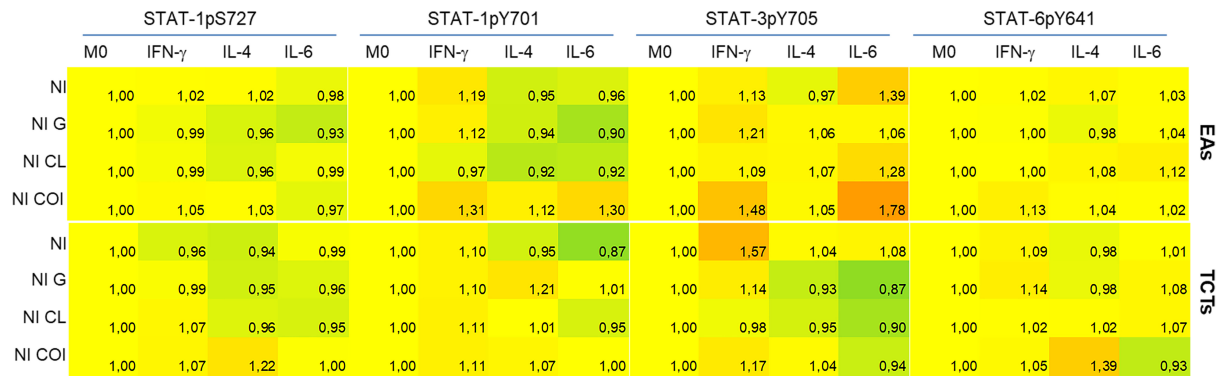 STAT-1pS727 STAT-1pY701 STAT-3pY705 STAT-6pY641
M0 IFN-γ IL-4 IL-6 M0 IFN-γ IL-4 IL-6 M0 IFN-γ IL-4 IL-6 M0 IFN-γ IL-4 IL-6
NI 1,00 1,02 1,02 0,98 1,00 1,19 0,95 0,96 1,00 1,13 0,97 1,39 1,00 1,02 1,07 1,03
NI G 1,00 0,99 0,96 0,93 1,00 1,12 0,94 0,90 1,00 1,21 1,06 1,06 1,00 1,00 0,98 1,04
NI CL 1,00 0,99 0,96 0,99 1,00 0,97 0,92 0,92 1,00 1,09 1,07 1,28 1,00 1,00 1,08 1,12
NI COI 1,00 1,05 1,03 0,97 1,00 1,31 1,12 1,30 1,00 1,48 1,05 1,78 1,00 1,13 1,04 1,02
EAs
NI 1,00 0,96 0,94 0,99 1,00 1,10 0,95 0,87 1,00 1,57 1,04 1,08 1,00 1,09 0,98 1,01
NI G 1,00 0,99 0,95 0,96 1,00 1,10 1,21 1,01 1,00 1,14 0,93 0,87 1,00 1,14 0,98 1,08
NI CL 1,00 1,07 0,96 0,95 1,00 1,11 1,01 0,95 1,00 0,98 0,95 0,90 1,00 1,02 1,02 1,07
NI COI 1,00 1,07 1,22 1,00 1,00 1,11 1,07 1,00 1,00 1,17 1,04 0,94 1,00 1,05 1,39 0,93
TCTs